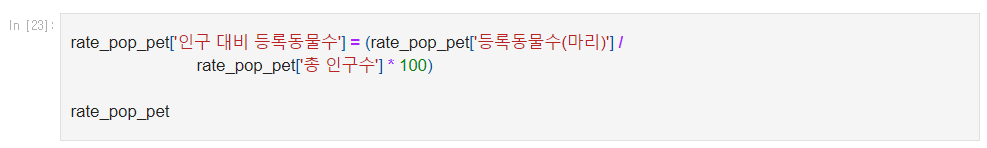 In [23]:
rate_pop_pet['인구 대비 등록동물수'] = (rate_pop_pet['등록동물수(마리)'] /
rate_pop_pet['총 인구수'] * 100)
rate_pop_pet